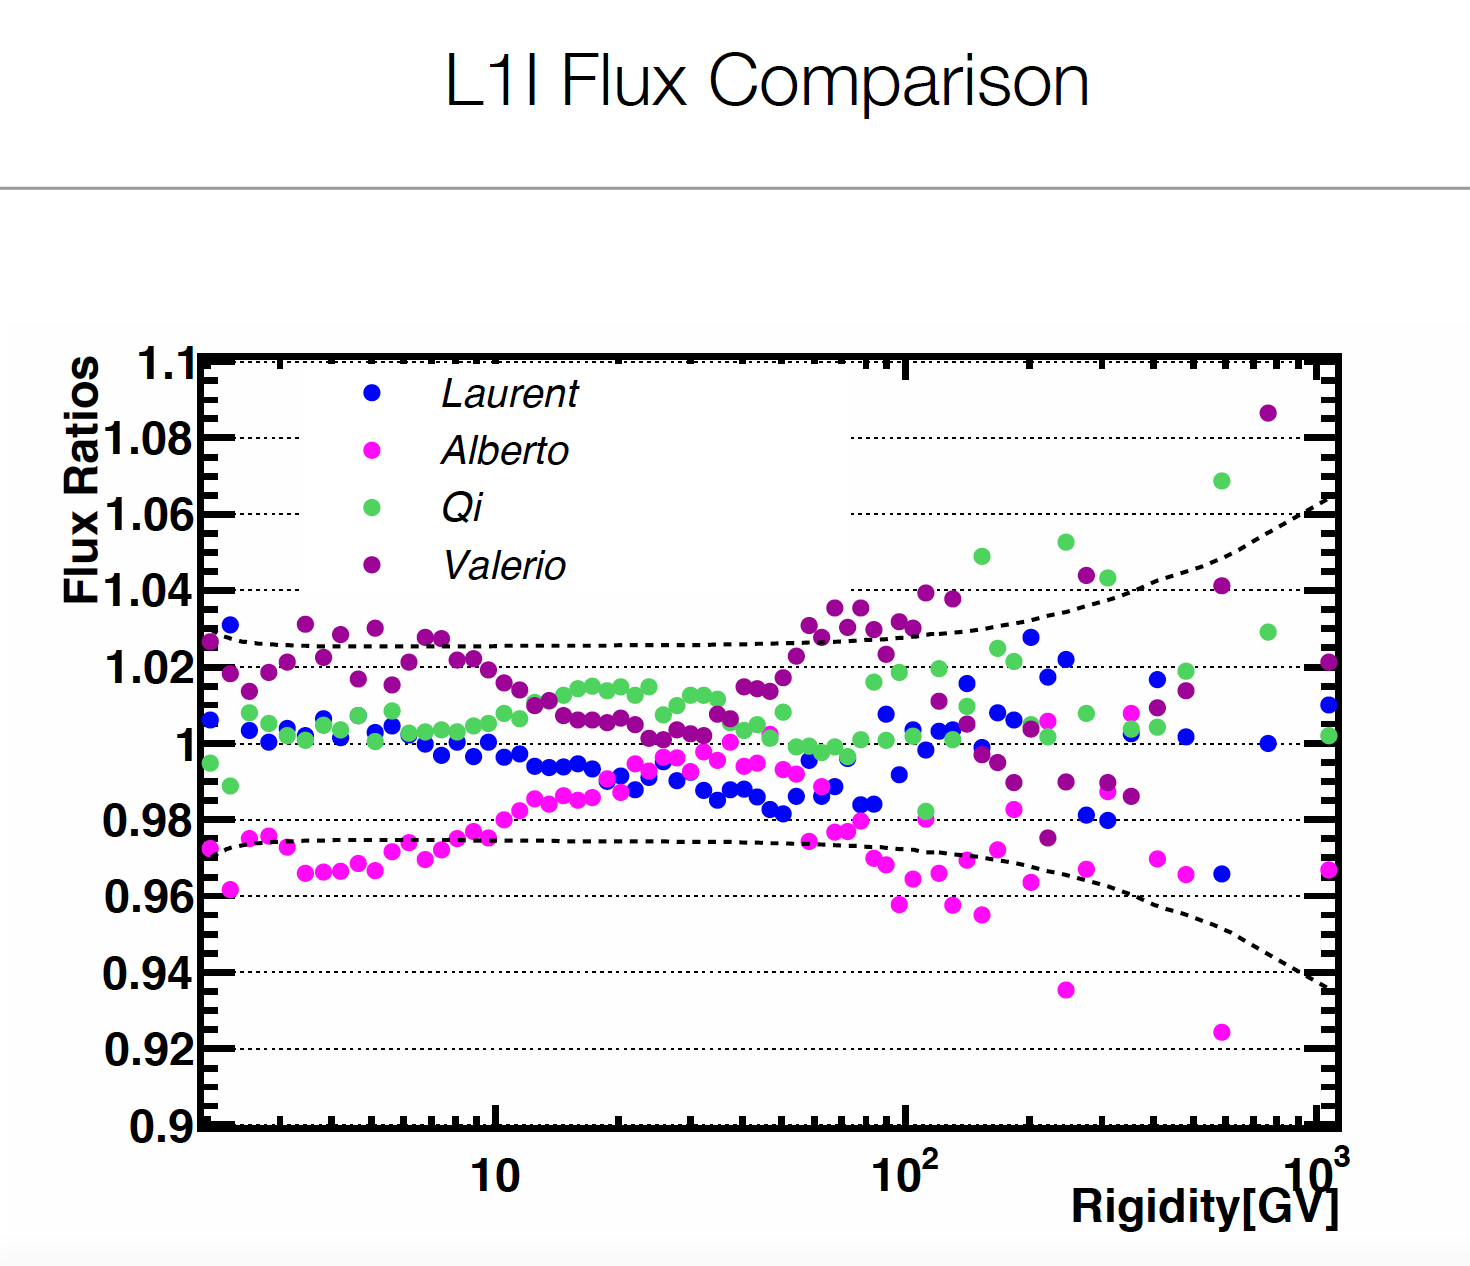 L1I Flux Comparison
Flux Ratios
1.1
1.08
1.06
1.04
1.02
1
0.98
0.96
0.94
0.92
0.9
Laurent
Alberto
Qi
Valerio
10
10²
10³
Rigidity[GV]